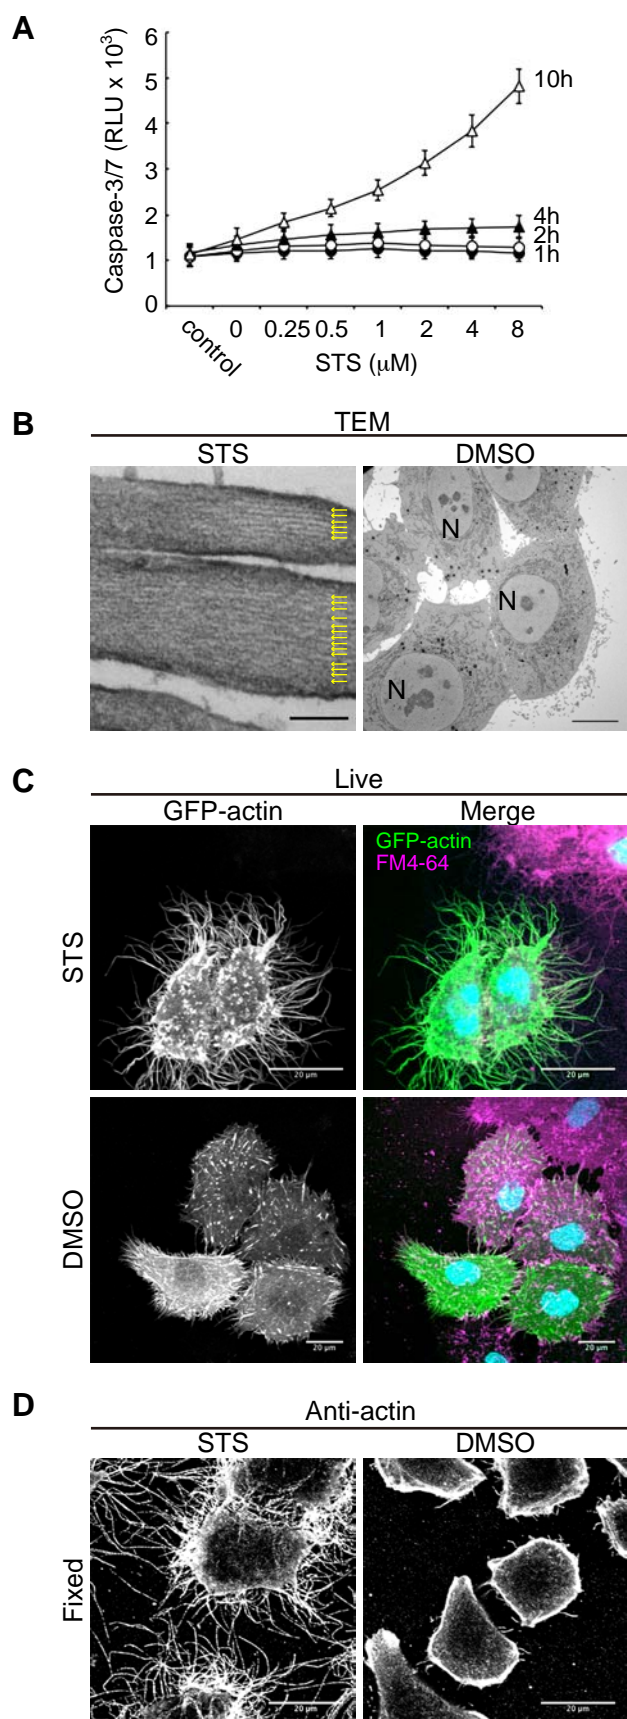 A
Caspase-3/7 (RLU x 10³)
6
5
4
3
2
1
0
10h
4h
2h
1h
control 0 0.25 0.5 1 2 4 8
STS (μM)
B
TEM
STS DMSO
N
N
N
C
Live
GFP-actin Merge
GFP-actin
FM4-64
STS
20 μm
20 μm
DMSO
20 μm
20 μm
D
Anti-actin
STS DMSO
Fixed
20 μm
20 μm